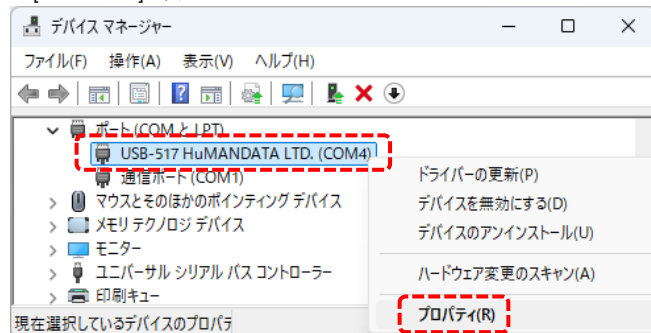 デバイス マネージャー
ファイル(F) 操作(A) 表示(V) ヘルプ(H)
ポート (COM と LPT)
USB-517 HuMANDATA LTD. (COM4)
通信ポート (COM1)
マウスとそのほかのポインティング デバイス
メモリ テクノロジ デバイス
モニター
ユニバーサル シリアル バス コントローラー
印刷キュー
現在選択しているデバイスのプロパテ
ドライバーの更新(P)
デバイスを無効にする(D)
デバイスのアンインストール(U)
ハードウェア変更のスキャン(A)
プロパティ(R)